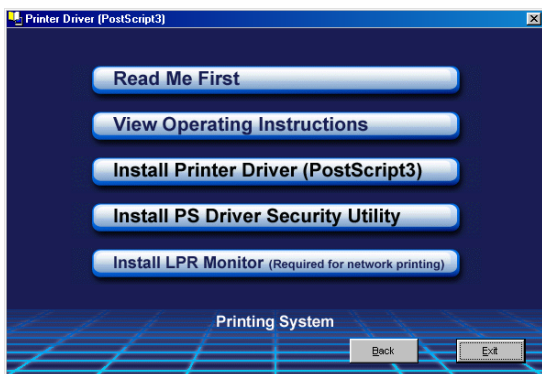 Printer Driver (PostScript3)
Read Me First
View Operating Instructions
Install Printer Driver (PostScript3)
Install PS Driver Security Utility
Install LPR Monitor (Required for network printing)
Printing System
Back
Exit